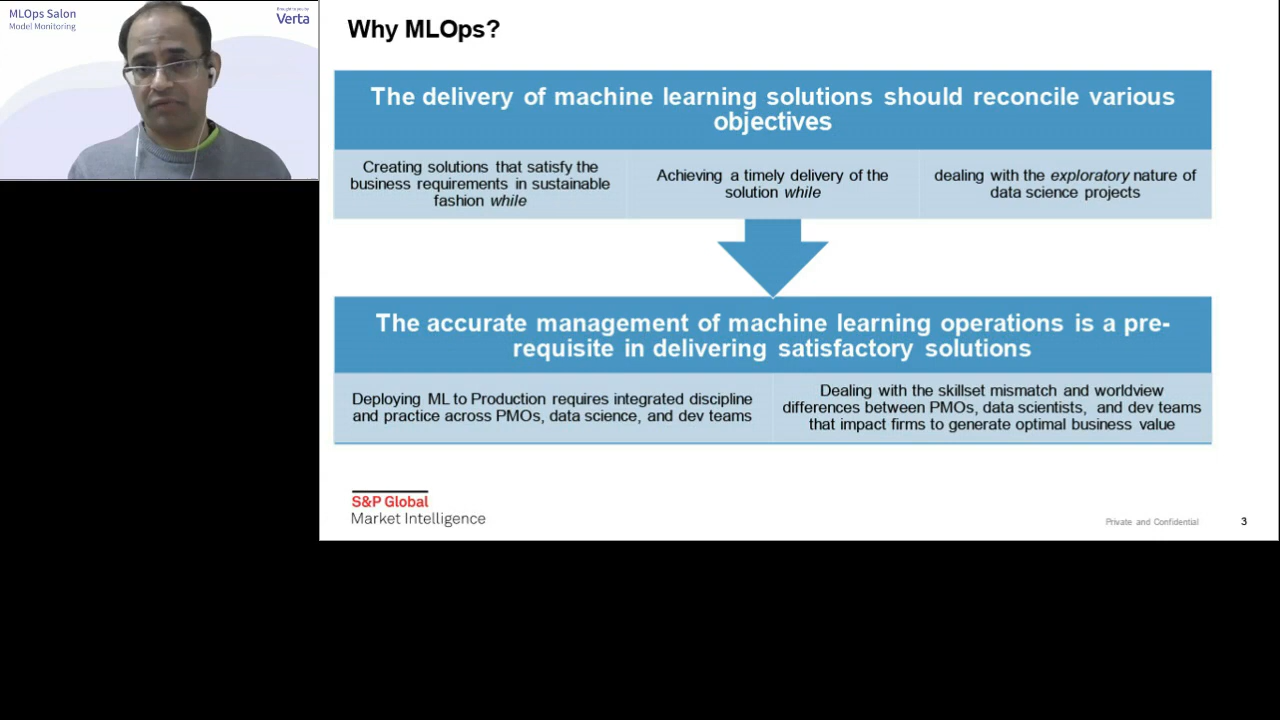 MLOps Salon
Model Monitoring
Brought to you by
Verta
Why MLOps?
The delivery of machine learning solutions should reconcile various
objectives
Creating solutions that satisfy the
business requirements in sustainable
fashion while
Achieving a timely delivery of the
solution while
dealing with the exploratory nature of
data science projects
The accurate management of machine learning operations is a pre-
requisite in delivering satisfactory solutions
Deploying ML to Production requires integrated discipline
and practice across PMOs, data science, and dev teams
Dealing with the skillset mismatch and worldview
differences between PMOs, data scientists, and dev teams
that impact firms to generate optimal business value
S&P Global
Market Intelligence
Private and Confidential
3